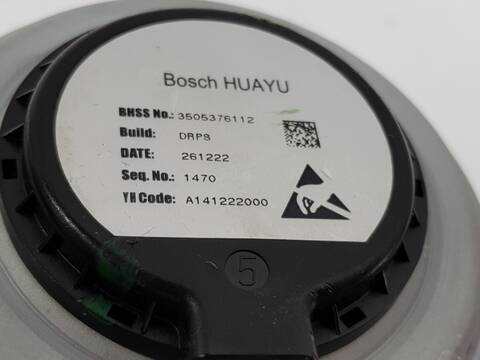 Bosch HUAYU
BHSS No.: 3505376112
Build: DRPS
DATE: 261222
Seq. No.: 1470
YH Code: A141222000
5